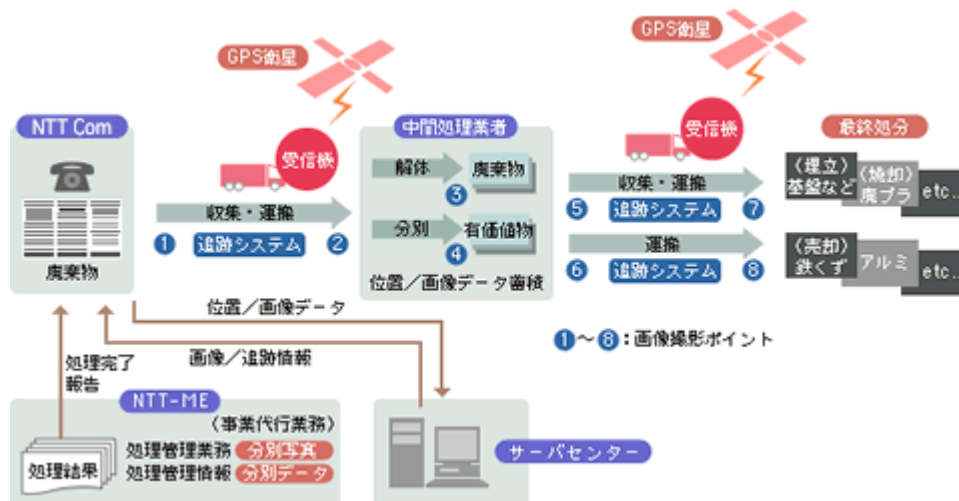 GPS衛星
GPS衛星
NTT Com
受信機
中間処理業者
受信機
最終処分
解体
廃棄物
③
収集・運搬
① 追跡システム ②
分別
有価値物
④
位置/画像データ蓄積
収集・運搬
⑤ 追跡システム ⑦
運搬
⑥ 追跡システム ⑧
(埋立)
基盤など
(焼却)
廃プラ
etc..
(売却)
鉄くず
アルミ
etc..
廃棄物
位置/画像データ
画像/追跡情報
①~⑧:画像撮影ポイント
処理完了
報告
NTT-ME
(事業代行業務)
処理管理業務 分別写真
処理管理情報 分別データ
処理結果
サーバセンター